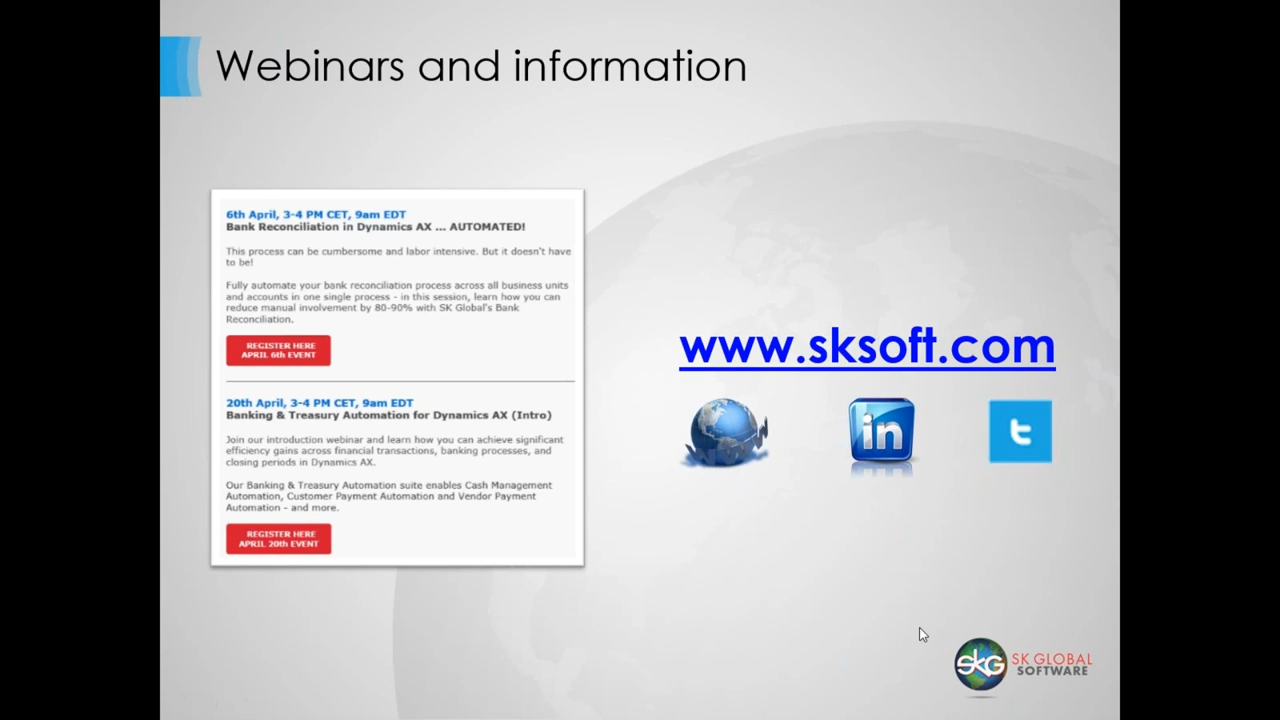 Webinars and information
6th April, 3-4 PM CET, 9am EDT
Bank Reconciliation in Dynamics AX ... AUTOMATED!
This process can be cumbersome and labor intensive. But it doesn't have
to be!
Fully automate your bank reconciliation process across all business units
and accounts in one single process - in this session, learn how you can
reduce manual involvement by 80-90% with SK Global's Bank
Reconciliation.
REGISTER HERE
APRIL 6th EVENT
20th April, 3-4 PM CET, 9am EDT
Banking & Treasury Automation for Dynamics AX (Intro)
Join our introduction webinar and learn how you can achieve significant
efficiency gains across financial transactions, banking processes, and
closing periods in Dynamics AX.
Our Banking & Treasury Automation suite enables Cash Management
Automation, Customer Payment Automation and Vendor Payment
Automation - and more.
REGISTER HERE
APRIL 20th EVENT
www.sksoft.com
WWW
in
t
skG
SK GLOBAL
SOFTWARE